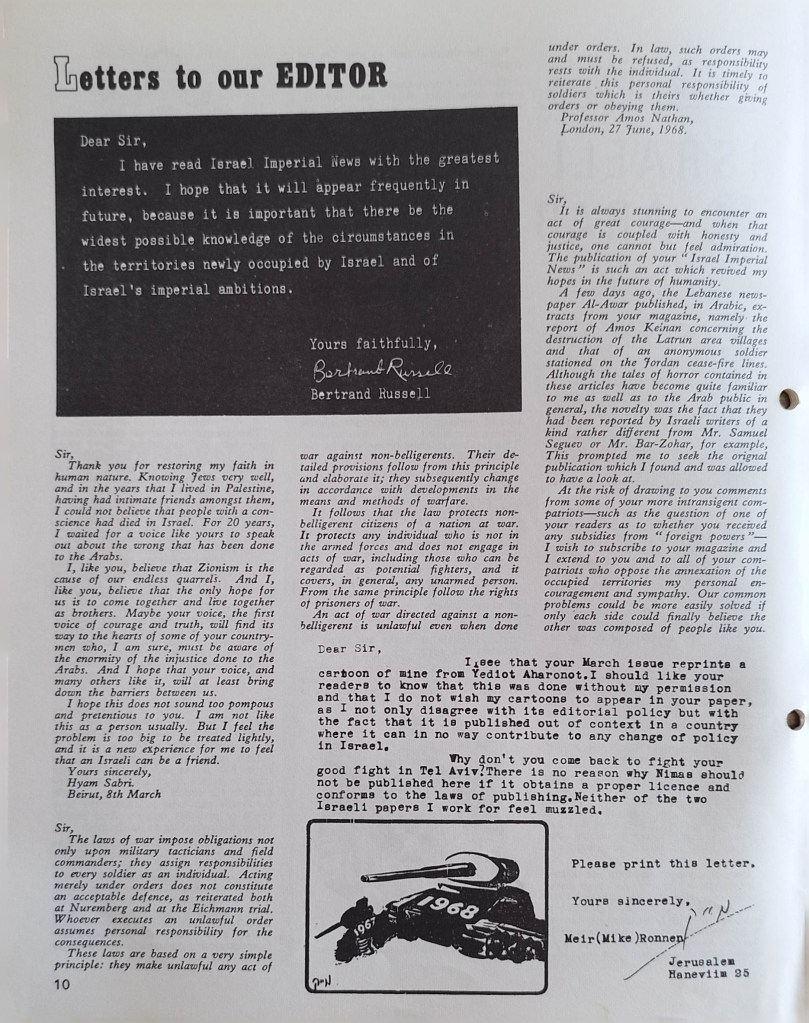 Letters to our EDITOR
Dear Sir,
I have read Israel Imperial News with the greatest
interest. I hope that it will appear frequently in
future, because it is important that there be the
widest possible knowledge of the circumstances in
the territories newly occupied by Israel and of
Israel's imperial ambitions.
Yours faithfully,
Bertrand Russell
Bertrand Russell
Sir,
Thank you for restoring my faith in
human nature. Knowing Jews very well,
and in the years that I lived in Palestine,
having had intimate friends amongst them,
I could not believe that people with a con-
science had died in Israel. For 20 years,
I waited for a voice like yours to speak
out about the wrong that has been done
to the Arabs.
I, like you, believe that Zionism is the
cause of our endless quarrels. And I,
like you, believe that the only hope for
us is to come together and live together
as brothers. Maybe your voice, the first
voice of courage and truth, will find its
way to the hearts of some of your country-
men who, I am sure, must be aware of
the enormity of the injustice done to the
Arabs. And I hope that your voice, and
many others like it, will at least bring
down the barriers between us.
I hope this does not sound too pompous
and pretentious to you. I am not like
this as a person usually. But I feel the
problem is too big to be treated lightly,
and it is a new experience for me to feel
that an Israeli can be a friend.
Yours sincerely,
Hyam Sabri.
Beirut, 8th March
Sir,
The laws of war impose obligations not
only upon military tacticians and field
commanders; they assign responsibilities
to every soldier as an individual. Acting
merely under orders does not constitute
an acceptable defence, as reiterated both
at Nuremberg and at the Eichmann trial.
Whoever executes an unlawful order
assumes personal responsibility for the
consequences.
These laws are based on a very simple
principle: they make unlawful any act of
war against non-belligerents. Their de-
tailed provisions follow from this principle
and elaborate it; they subsequently change
in accordance with developments in the
means and methods of warfare.
It follows that the law protects non-
belligerent citizens of a nation at war.
It protects any individual who is not in
the armed forces and does not engage in
acts of war, including those who can be
regarded as potential fighters, and it
covers, in general, any unarmed person.
From the same principle follow the rights
of prisoners of war.
An act of war directed against a non-
belligerent is unlawful even when done
under orders. In law, such orders may
and must be refused, as responsibility
rests with the individual. It is timely to
reiterate this personal responsibility of
soldiers which is theirs whether giving
orders or obeying them.
Professor Amos Nathan,
London, 27 June, 1968.
Sir,
It is always stunning to encounter an
act of great courage—and when that
courage is coupled with honesty and
justice, one cannot but feel admiration.
The publication of your "Israel Imperial
News" is such an act which revived my
hopes in the future of humanity.
A few days ago, the Lebanese news-
paper Al-Awar published, in Arabic, ex-
tracts from your magazine, namely the
report of Amos Keinan concerning the
destruction of the Latrun area villages
and that of an anonymous soldier
stationed on the Jordan cease-fire lines.
Although the tales of horror contained in
these articles have become quite familiar
to me as well as to the Arab public in
general, the novelty was the fact that they
had been reported by Israeli writers of a
kind rather different from Mr. Samuel
Seguev or Mr. Bar-Zohar, for example,
This prompted me to seek the orignal
publication which I found and was allowed
to have a look at.
At the risk of drawing to you comments
from some of your more intransigent com-
patriots—such as the question of one of
your readers as to whether you received
any subsidies from "foreign powers"—
I wish to subscribe to your magazine and
I extend to you and to all of your com-
patriots who oppose the annexation of the
occupied territories my personal en-
couragement and sympathy. Our common
problems could be more easily solved if
only each side could finally believe the
other was composed of people like you.
Dear Sir,
I see that your March issue reprints a
cartoon of mine from Yediot Aharonot.I should like your
readers to know that this was done without my permission
and that I do not wish my cartoons to appear in your paper,
as I not only disagree with its editorial policy but with
the fact that it is published out of context in a country
where it can in no way contribute to any change of policy
in Israel.
Why don't you come back to fight your
good fight in Tel Aviv?There is no reason why Nimas should
not be published here if it obtains a proper licence and
conforms to the laws of publishing.Neither of the two
Israeli papers I work for feel muzzled.
Please print this letter.
Yours sincerely,
מייק
Meir(Mike)Ronnen
Jerusalem
Haneviim 25
1967
1968
מייק
10